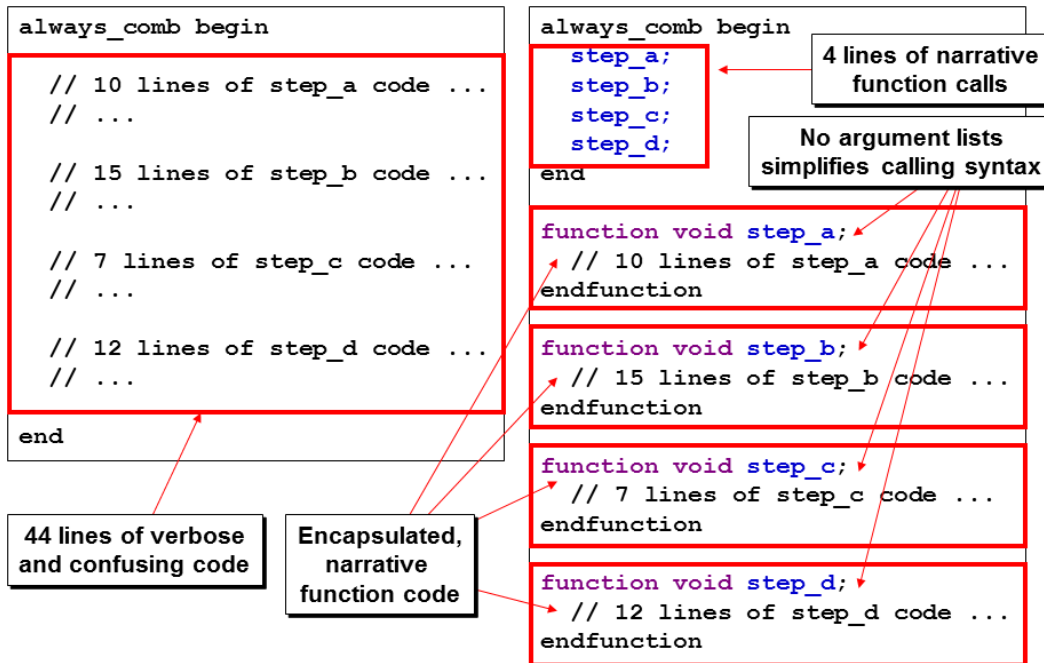 always_comb begin
// 10 lines of step_a code ...
// ...
// 15 lines of step_b code ...
// ...
// 7 lines of step_c code ...
// ...
// 12 lines of step_d code ...
// ...
end
44 lines of verbose
and confusing code
always_comb begin
step_a;
step_b;
step_c;
step_d;
end
4 lines of narrative
function calls
No argument lists
simplifies calling syntax
function void step_a;
// 10 lines of step_a code ...
endfunction
function void step_b;
// 15 lines of step_b code ...
endfunction
function void step_c;
// 7 lines of step_c code ...
endfunction
function void step_d;
// 12 lines of step_d code ...
endfunction
Encapsulated,
narrative
function code